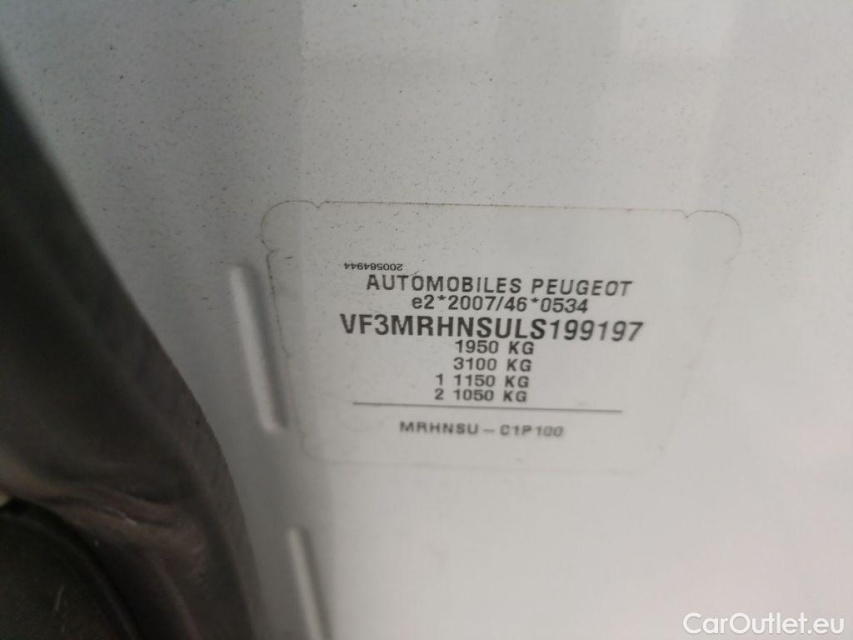 200564944
AUTOMOBILES PEUGEOT
e2*2007/46*0534
VF3MRHNSULS199197
1950 KG
3100 KG
1 1150 KG
2 1050 KG
MRHNSU - C1P100
CarOutlet.eu